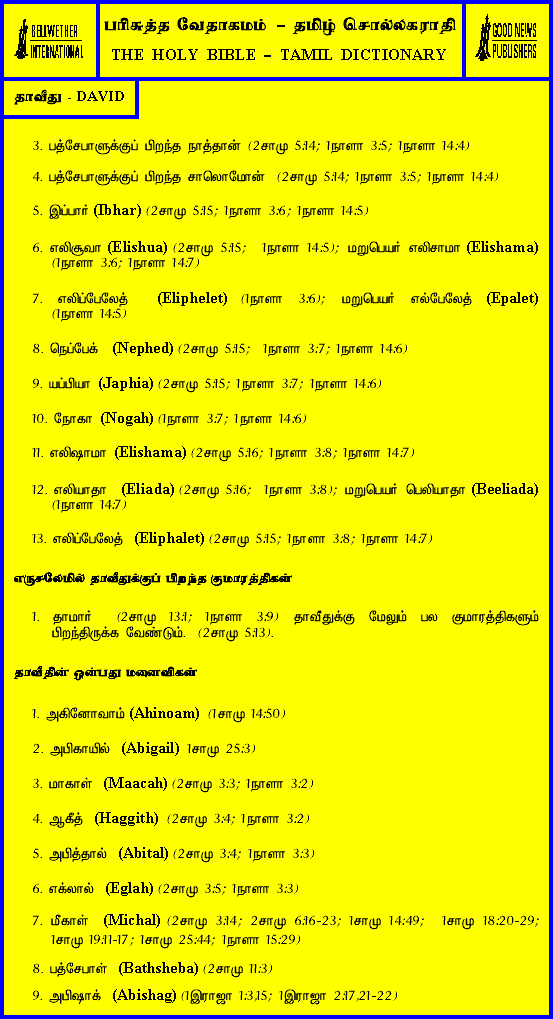 BELLWETHER
INTERNATIONAL
பரிசுத்த வேதாகமம் – தமிழ் சொல்லகராதி
THE HOLY BIBLE – TAMIL DICTIONARY
GOOD NEWS
PUBLISHERS
தாவீது - DAVID
3. பத்சேபாளுக்குப் பிறந்த நாத்தான் (2சாமு 5:14; 1நாளா 3:5; 1நாளா 14:4)
4. பத்சேபாளுக்குப் பிறந்த சாலொமோன் (2சாமு 5:14; 1நாளா 3:5; 1நாளா 14:4)
5. இப்பார் (Ibhar) (2சாமு 5:15; 1நாளா 3:6; 1நாளா 14:5)
6. எலிசூவா (Elishua) (2சாமு 5:15; 1நாளா 14:5); மறுபெயர் எலிசாமா (Elishama)
(1நாளா 3:6; 1நாளா 14:7)
7. எலிப்பேலேத் (Eliphelet) (1நாளா 3:6); மறுபெயர் எல்பேலேத் (Epalet)
(1நாளா 14:5)
8. நெப்பேக் (Nephed) (2சாமு 5:15; 1நாளா 3:7; 1நாளா 14:6)
9. யப்பியா (Japhia) (2சாமு 5:15; 1நாளா 3:7; 1நாளா 14:6)
10. நோகா (Nogah) (1நாளா 3:7; 1நாளா 14:6)
11. எலிஷாமா (Elishama) (2சாமு 5:16; 1நாளா 3:8; 1நாளா 14:7)
12. எலியாதா (Eliada) (2சாமு 5:16; 1நாளா 3:8); மறுபெயர் பெலியாதா (Beeliada)
(1நாளா 14:7)
13. எலிப்பேலேத் (Eliphalet) (2சாமு 5:15; 1நாளா 3:8; 1நாளா 14:7)
எருசலேமில் தாவீதுக்குப் பிறந்த குமாரத்திகள்
1. தாமார் (2சாமு 13:1; 1நாளா 3:9) தாவீதுக்கு மேலும் பல குமாரத்திகளும்
பிறந்திருக்க வேண்டும். (2சாமு 5:13).
தாவீதின் ஒன்பது மனைவிகள்
1. அகினோவாம் (Ahinoam) (1சாமு 14:50)
2. அபிகாயில் (Abigail) 1சாமு 25:3)
3. மாகாள் (Maacah) (2சாமு 3:3; 1நாளா 3:2)
4. ஆகீத் (Haggith) (2சாமு 3:4; 1நாளா 3:2)
5. அபித்தால் (Abital) (2சாமு 3:4; 1நாளா 3:3)
6. எக்லால் (Eglah) (2சாமு 3:5; 1நாளா 3:3)
7. மீகாள் (Michal) (2சாமு 3:14; 2சாமு 6:16-23; 1சாமு 14:49; 1சாமு 18:20-29;
1சாமு 19:11-17; 1சாமு 25:44; 1நாளா 15:29)
8. பத்சேபாள் (Bathsheba) (2சாமு 11:3)
9. அபிஷாக் (Abishag) (1இராஜா 1:3,15; 1இராஜா 2:17,21-22)